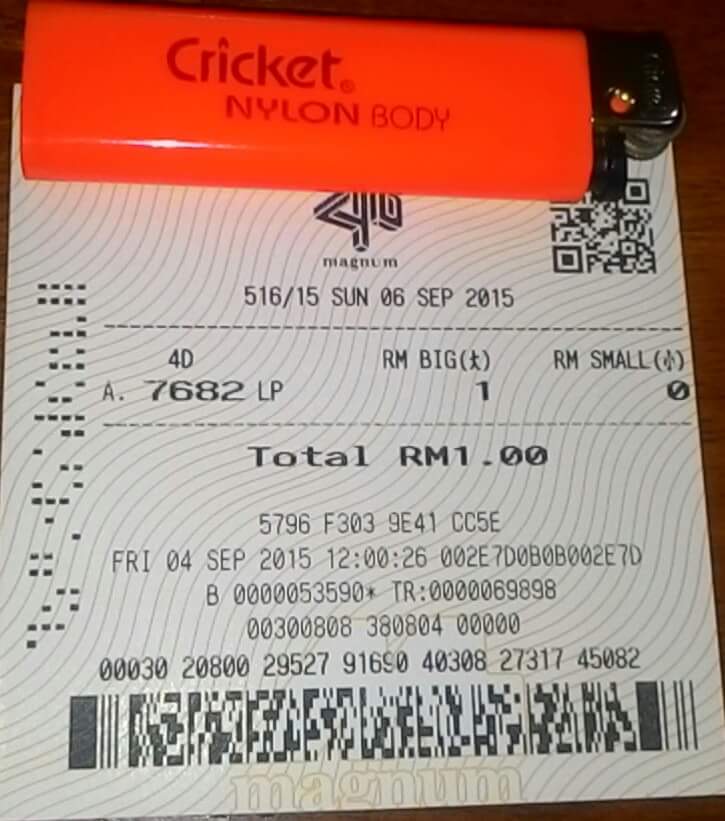 Cricket®
NYLON BODY
magnum
516/15 SUN 06 SEP 2015
4D RM BIG(大) RM SMALL(小)
A. 7682 LP 1 0
Total RM1.00
5796 F303 9E41 CC5E
FRI 04 SEP 2015 12:00:26 002E7D0B0B002E7D
B 0000053590* TR:0000069898
00300808 380804 00000
00030 20800 29527 91690 40308 27317 45082
magnum